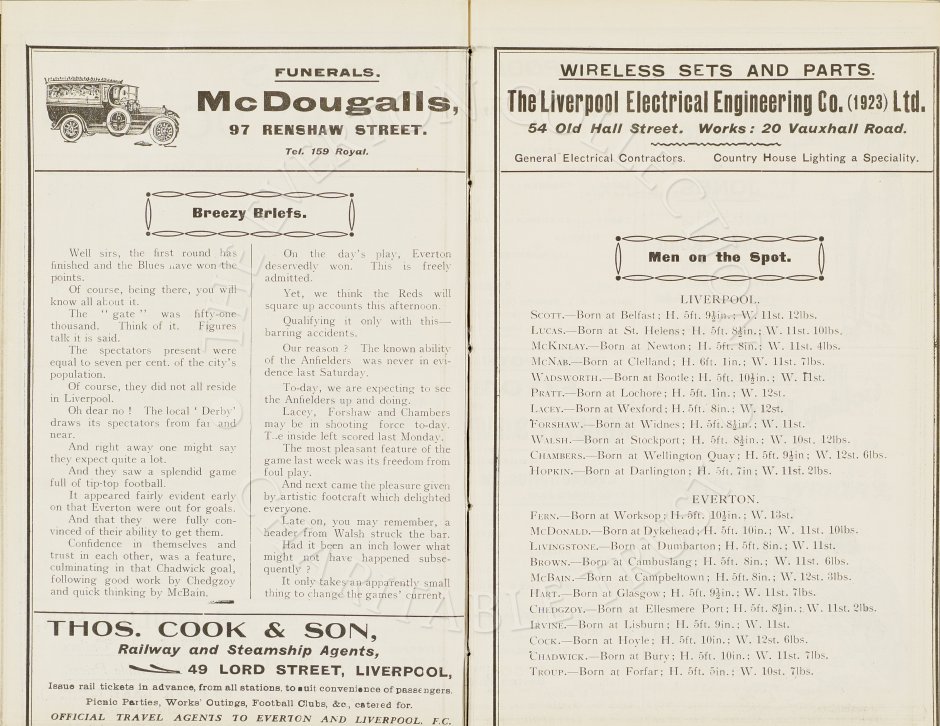 FUNERALS.
McDougalls,
97 RENSHAW STREET.
Tel. 159 Royal.
Breezy Briefs.
Well sirs, the first round has
finished and the Blues have won the
points.
Of course, being there, you will
know all about it.
The " gate " was fifty-one
thousand. Think of it. Figures
talk it is said.
The spectators present were
equal to seven per cent. of the city's
population.
Of course, they did not all reside
in Liverpool.
Oh dear no ! The local ' Derby '
draws its spectators from far and
near.
And right away one might say
they expect quite a lot.
And they saw a splendid game
full of tip-top football.
It appeared fairly evident early
on that Everton were out for goals.
And that they were fully con-
vinced of their ability to get them.
Confidence in themselves and
trust in each other, was a feature,
culminating in that Chadwick goal,
following good work by Chedgzoy
and quick thinking by McBain.
On the day's play, Everton
deservedly won. This is freely
admitted.
Yet, we think the Reds will
square up accounts this afternoon.
Qualifying it only with this—
barring accidents.
Our reason ? The known ability
of the Anfielders was never in evi-
dence last Saturday.
To-day, we are expecting to see
the Anfielders up and doing.
Lacey, Forshaw and Chambers
may be in shooting force to-day.
T..e inside left scored last Monday.
The most pleasant feature of the
game last week was its freedom from
foul play.
And next came the pleasure given
by artistic footcraft which delighted
everyone.
Late on, you may remember, a
header from Walsh struck the bar.
Had it been an inch lower what
might not have happened subse-
quently ?
It only takes an apparently small
thing to change the games' current.
THOS. COOK & SON,
Railway and Steamship Agents,
49 LORD STREET, LIVERPOOL,
Issue rail tickets in advance, from all stations, to suit convenience of passengers.
Picnic Parties, Works' Outings, Football Clubs, &c., catered for.
OFFICIAL TRAVEL AGENTS TO EVERTON AND LIVERPOOL. F.C.
WIRELESS SETS AND PARTS.
The Liverpool Electrical Engineering Co. (1923) Ltd.
54 Old Hall Street. Works : 20 Vauxhall Road.
General Electrical Contractors. Country House Lighting a Speciality.
Men on the Spot.
LIVERPOOL.
SCOTT.—Born at Belfast; H. 5ft. 9½in.; W. 11st. 12lbs.
LUCAS.—Born at St. Helens; H. 5ft. 8½in.; W. 11st. 10lbs.
McKINLAY.—Born at Newton; H. 5ft. 8in.; W. 11st. 4lbs.
McNAB.—Born at Clelland; H. 6ft. 1in.; W. 11st. 7lbs.
WADSWORTH.—Born at Bootle; H. 5ft. 10½in.; W. 11st.
PRATT.—Born at Lochore; H. 5ft. 1in.; W. 12st.
LACEY.—Born at Wexford; H. 5ft. 8in.; W. 12st.
FORSHAW.—Born at Widnes; H. 5ft. 8½in.; W. 11st.
WALSH.—Born at Stockport; H. 5ft. 8½in.; W. 10st. 12lbs.
CHAMBERS.—Born at Wellington Quay; H. 5ft. 9½in; W. 12st. 6lbs.
HOPKIN.—Born at Darlington; H. 5ft. 7in; W. 11st. 2lbs.
EVERTON.
FERN.—Born at Worksop; H. 5ft. 10½in.; W. 13st.
McDONALD.—Born at Dykehead; H. 5ft. 10in.; W. 11st. 10lbs.
LIVINGSTONE.—Born at Dumbarton; H. 5ft. 8in.; W. 11st.
BROWN.—Born at Cambuslang; H. 5ft. 8in.; W. 11st. 6lbs.
McBAIN.—Born at Campbeltown; H. 5ft. 8in.; W. 12st. 3lbs.
HART.—Born at Glasgow; H. 5ft. 9½in.; W. 11st. 7lbs.
CHEDGZOY.—Born at Ellesmere Port; H. 5ft. 8½in.; W. 11st. 2lbs.
IRVINE.—Born at Lisburn; H. 5ft. 9in.; W. 11st.
COCK.—Born at Hoyle; H. 5ft. 10in.; W. 12st. 6lbs.
CHADWICK.—Born at Bury; H. 5ft. 10in.; W. 11st. 7lbs.
TROUP.—Born at Forfar; H. 5ft. 5in.; W. 10st. 7lbs.